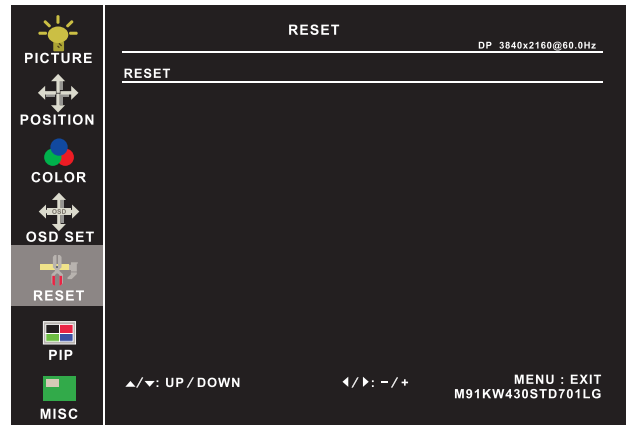 PICTURE
POSITION
COLOR
OSD
OSD SET
RESET
PIP
MISC
RESET
DP 3840x2160@60.0Hz
RESET
▲/▼: UP / DOWN
◀/▶: – / +
MENU : EXIT
M91KW430STD701LG